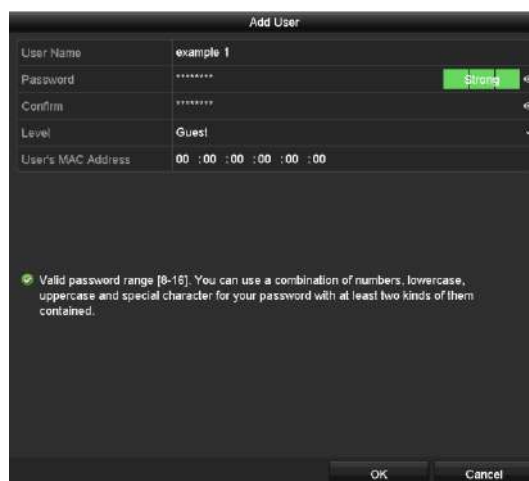 Add User
User Name example 1
Password ******** Strong
Confirm ********
Level Guest
User's MAC Address 00 :00 :00 :00 :00 :00
Valid password range [8-16]. You can use a combination of numbers, lowercase,
uppercase and special character for your password with at least two kinds of them
contained.
OK Cancel